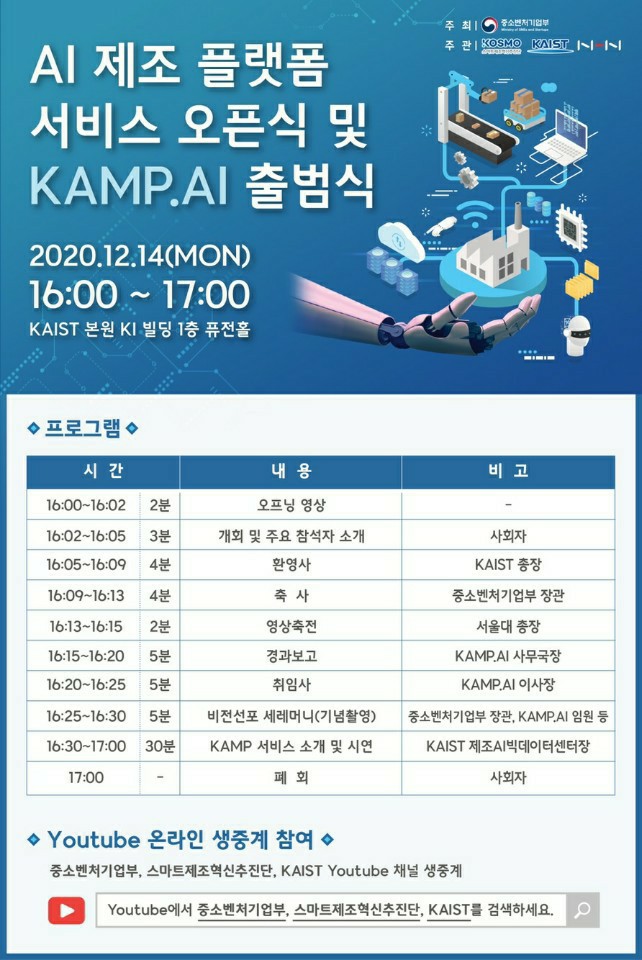 주 최 | 중소벤처기업부
Ministry of SMEs and Startups
주 관 | KOSMO KAIST NHN
AI 제조 플랫폼
서비스 오픈식 및
KAMP.AI 출범식
2020.12.14(MON)
16:00 ~ 17:00
KAIST 본원 KI 빌딩 1층 퓨전홀
프로그램
시 간 내 용 비 고
16:00~16:02 2분 오프닝 영상 -
16:02~16:05 3분 개회 및 주요 참석자 소개 사회자
16:05~16:09 4분 환영사 KAIST 총장
16:09~16:13 4분 축 사 중소벤처기업부 장관
16:13~16:15 2분 영상축전 서울대 총장
16:15~16:20 5분 경과보고 KAMP.AI 사무국장
16:20~16:25 5분 취임사 KAMP.AI 이사장
16:25~16:30 5분 비전선포 세레머니(기념촬영) 중소벤처기업부 장관, KAMP.AI 임원 등
16:30~17:00 30분 KAMP 서비스 소개 및 시연 KAIST 제조AI빅데이터센터장
17:00 - 폐 회 사회자
Youtube 온라인 생중계 참여
중소벤처기업부, 스마트제조혁신추진단, KAIST Youtube 채널 생중계
Youtube에서 중소벤처기업부, 스마트제조혁신추진단, KAIST를 검색하세요.